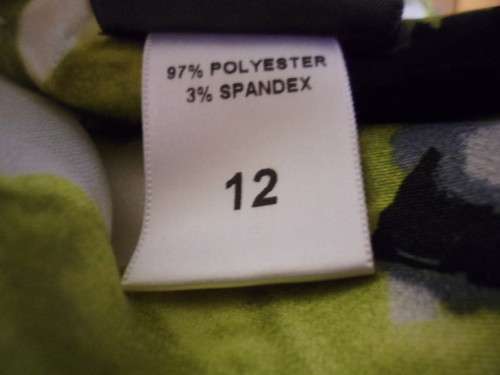 97% POLYESTER
3% SPANDEX
12